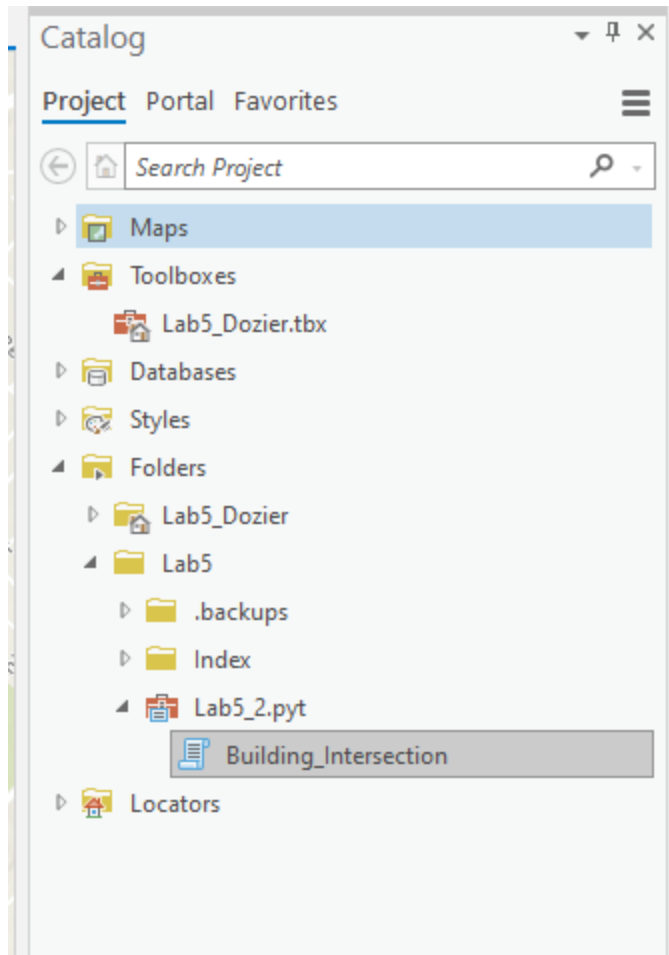 Catalog
Project Portal Favorites
Search Project
Maps
Toolboxes
Lab5_Dozier.tbx
Databases
Styles
Folders
Lab5_Dozier
Lab5
.backups
Index
Lab5_2.pyt
Building_Intersection
Locators